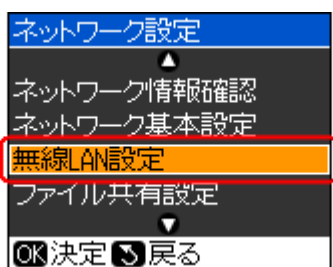 ネットワーク設定
ネットワーク情報確認
ネットワーク基本設定
無線LAN設定
ファイル共有設定
OK決定 戻る